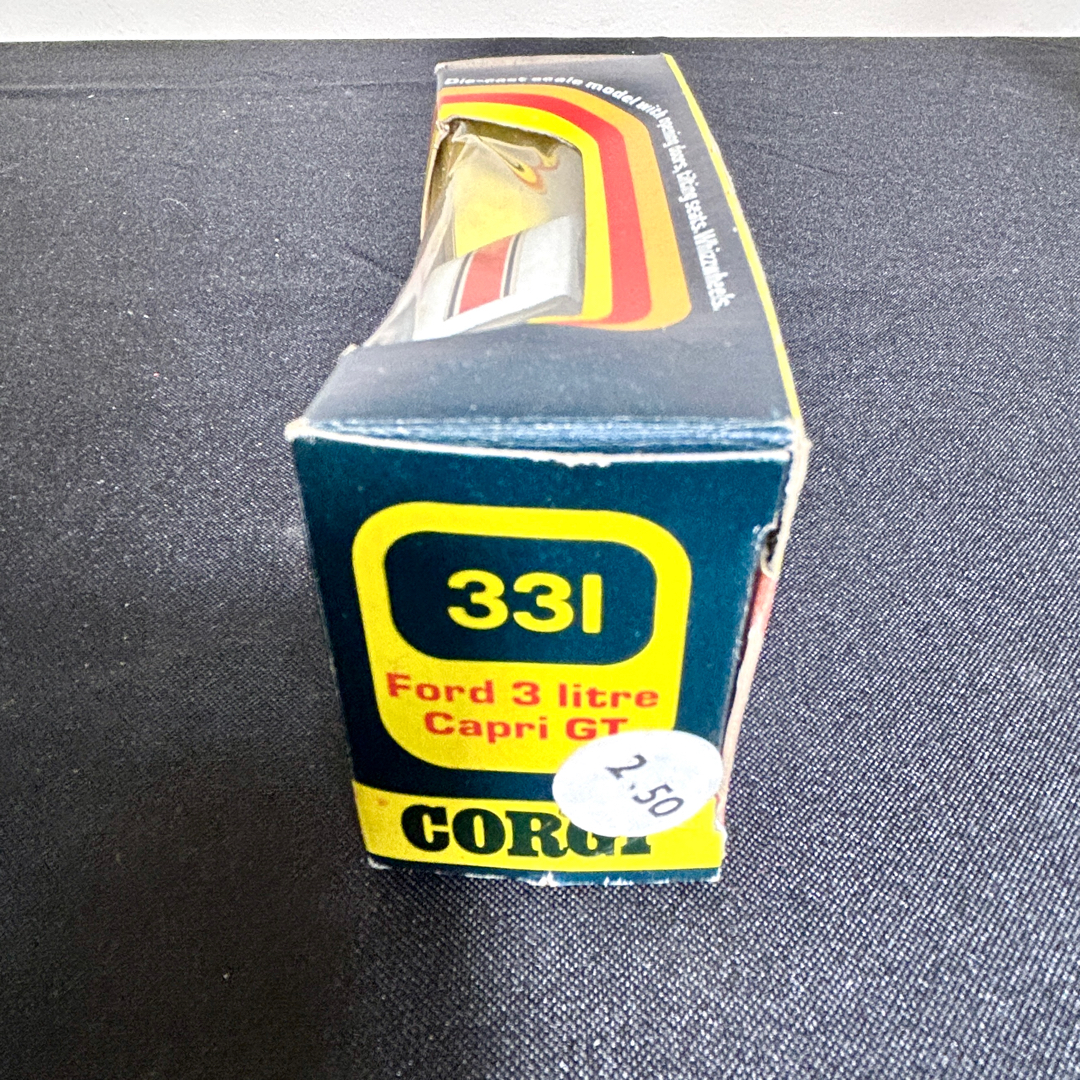 Die-cast scale model with opening doors, tilting seats. Whizzwheels.
331
Ford 3 litre
Capri GT
2.50
CORGI